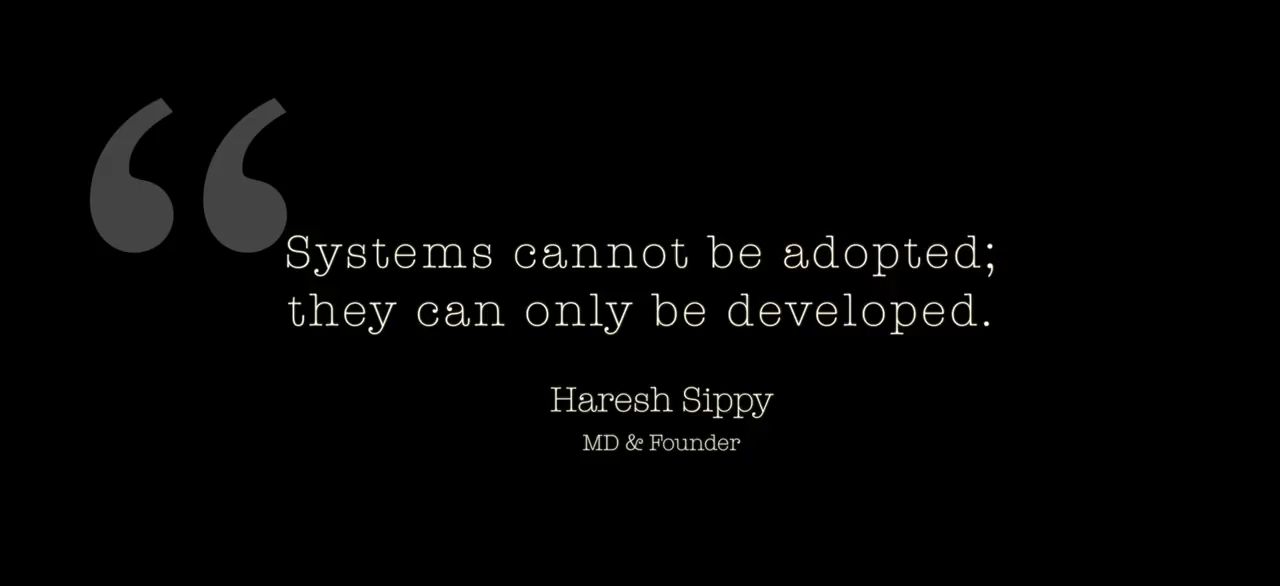 “
Systems cannot be adopted;
they can only be developed.
Haresh Sippy
MD & Founder